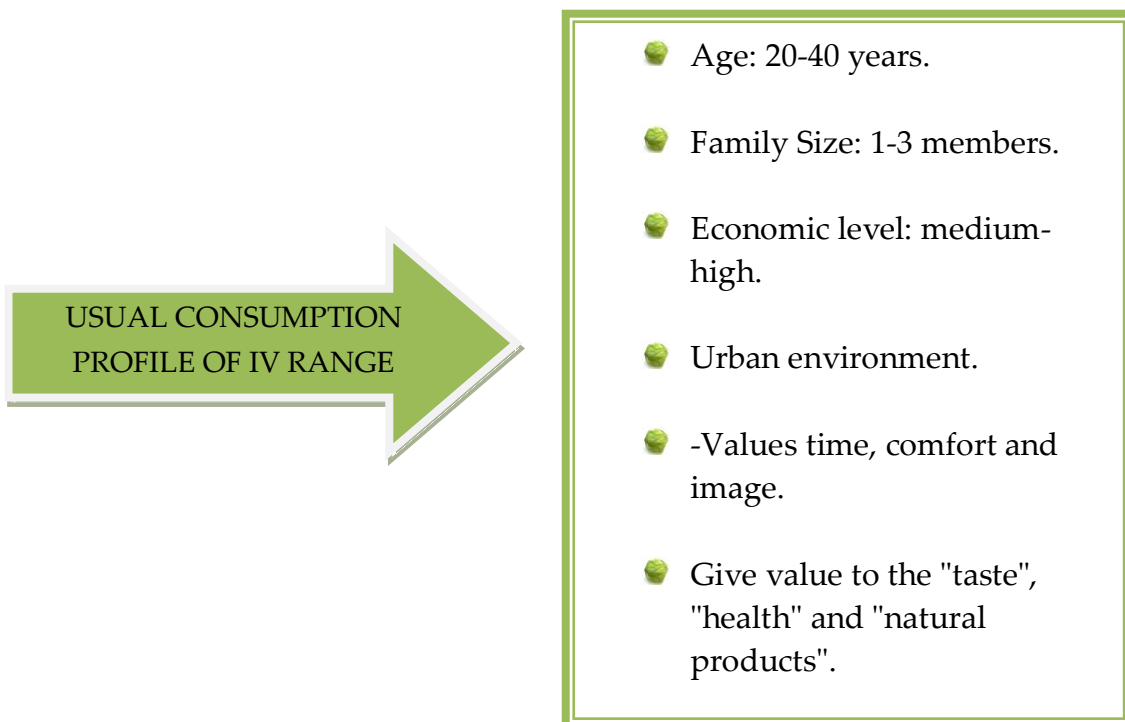 USUAL CONSUMPTION
PROFILE OF IV RANGE
Age: 20-40 years.
Family Size: 1-3 members.
Economic level: medium-
high.
Urban environment.
-Values time, comfort and
image.
Give value to the "taste",
"health" and "natural
products".